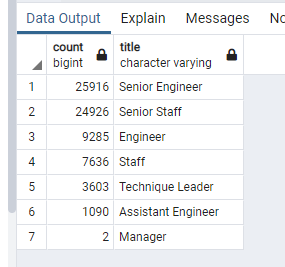 Data Output Explain Messages No
count title
bigint character varying
1 25916 Senior Engineer
2 24926 Senior Staff
3 9285 Engineer
4 7636 Staff
5 3603 Technique Leader
6 1090 Assistant Engineer
7 2 Manager